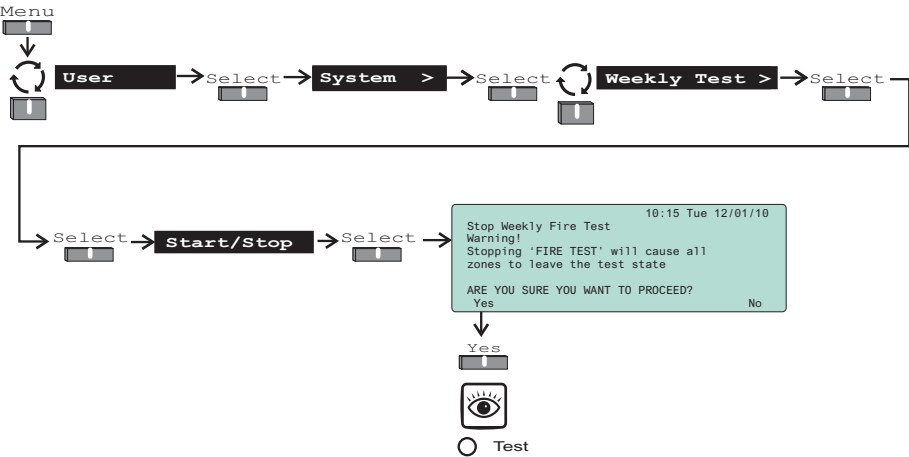 Menu
User
Select
System >
Select
Weekly Test >
Select
Select
Start/Stop
Select
10:15 Tue 12/01/10
Stop Weekly Fire Test
Warning!
Stopping 'FIRE TEST' will cause all
zones to leave the test state
ARE YOU SURE YOU WANT TO PROCEED?
Yes No
Yes
Test